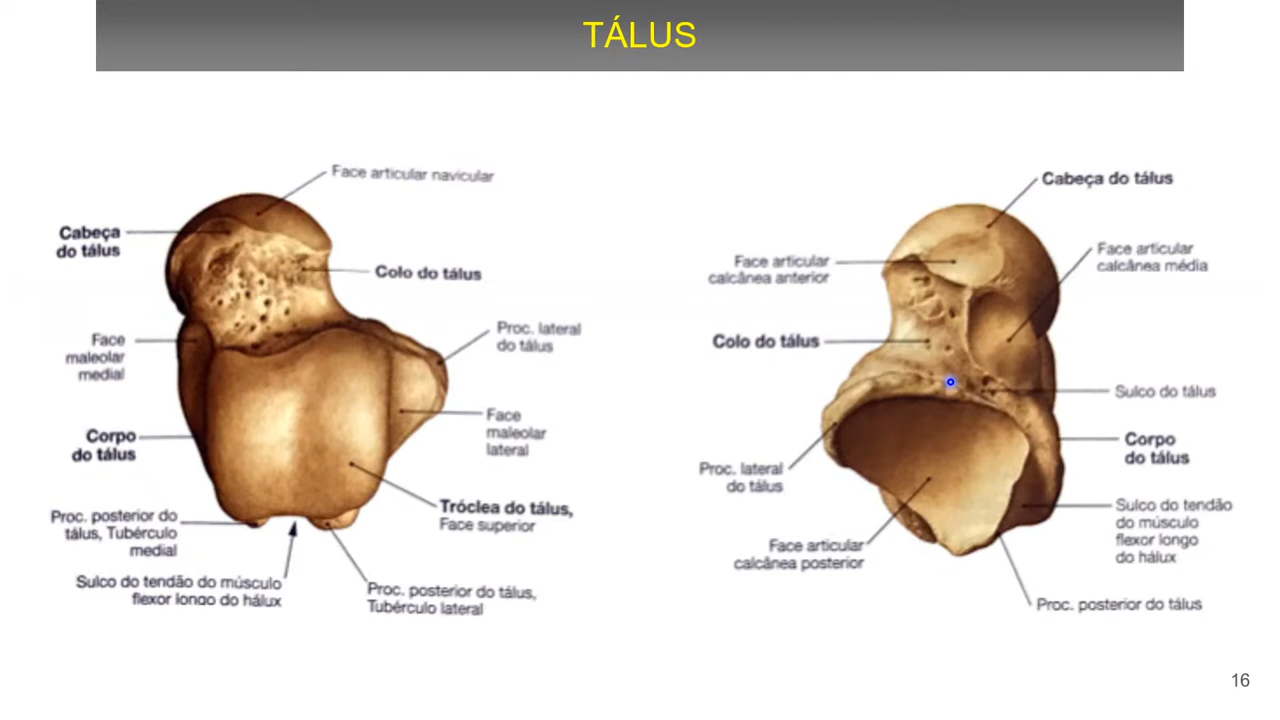 TÁLUS
Face articular navicular
Cabeça
do tálus
Colo do tálus
Face
maleolar
medial
Proc. lateral
do tálus
Face
maleolar
lateral
Corpo
do tálus
Tróclea do tálus,
Face superior
Proc. posterior do
tálus, Tubérculo
medial
Sulco do tendão do músculo
flexor longo do hálux
Proc. posterior do tálus,
Tubérculo lateral
Cabeça do tálus
Face articular
calcânea anterior
Face articular
calcânea média
Colo do tálus
Sulco do tálus
Corpo
do tálus
Proc. lateral
do tálus
Sulco do tendão
do músculo
flexor longo
do hálux
Face articular
calcânea posterior
Proc. posterior do tálus
16